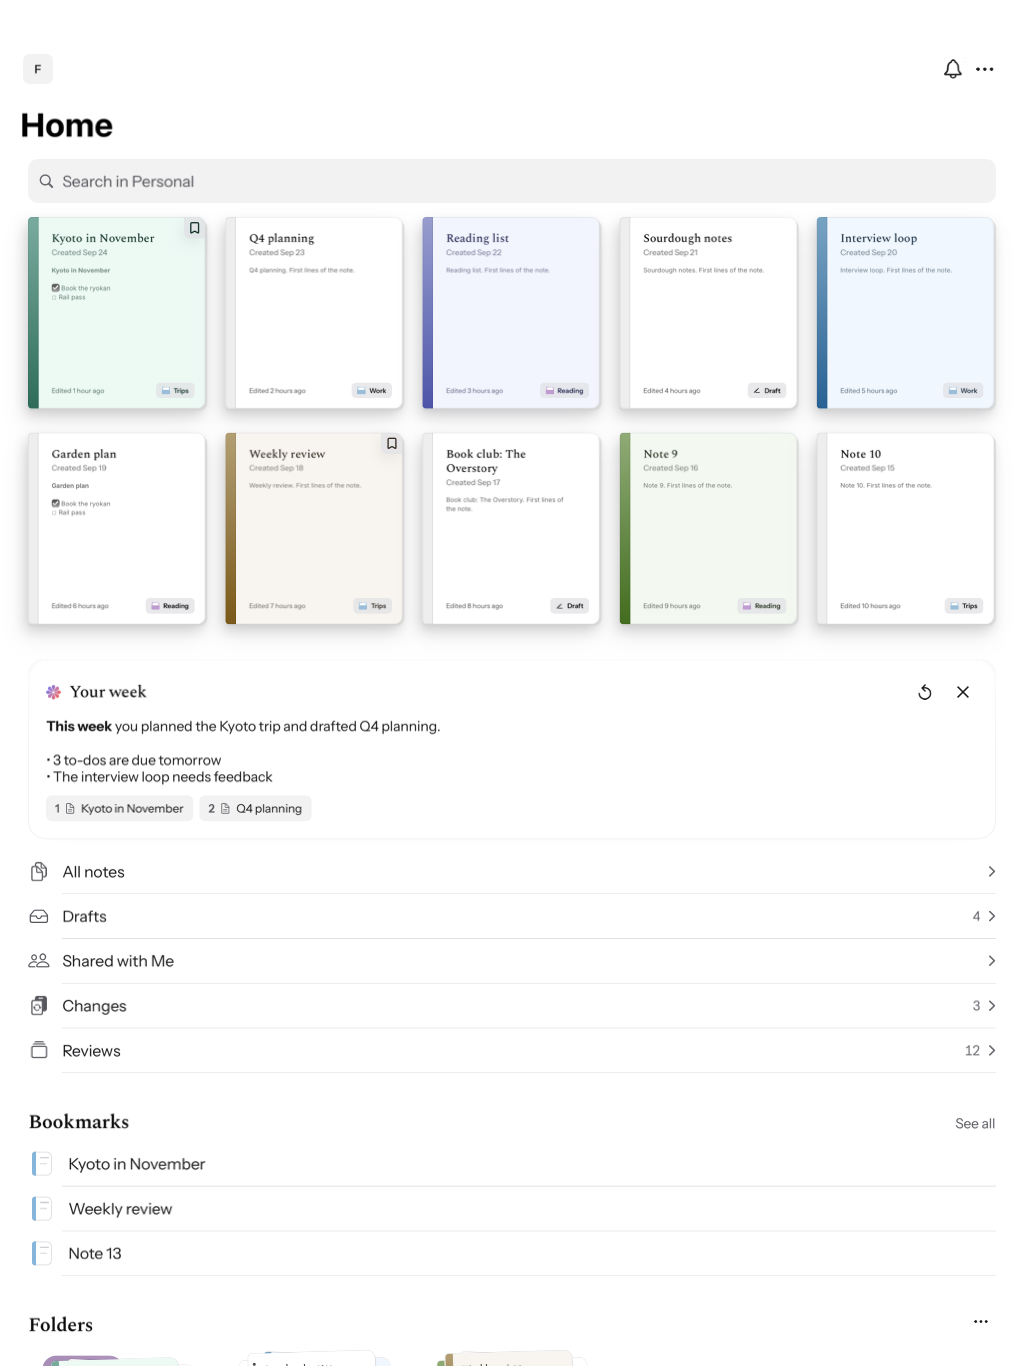 F
Home
Search in Personal
Kyoto in November
Created Sep 24
Kyoto in November
Book the ryokan
Rail pass
Edited 1 hour ago
Trips
Q4 planning
Created Sep 23
Q4 planning. First lines of the note.
Edited 2 hours ago
Work
Reading list
Created Sep 22
Reading list. First lines of the note.
Edited 3 hours ago
Reading
Sourdough notes
Created Sep 21
Sourdough notes. First lines of the note.
Edited 4 hours ago
Draft
Interview loop
Created Sep 20
Interview loop. First lines of the note.
Edited 5 hours ago
Work
Garden plan
Created Sep 19
Garden plan
Book the ryokan
Rail pass
Edited 6 hours ago
Reading
Weekly review
Created Sep 18
Weekly review. First lines of the note.
Edited 7 hours ago
Trips
Book club: The
Overstory
Created Sep 17
Book club: The Overstory. First lines of
the note.
Edited 8 hours ago
Draft
Note 9
Created Sep 16
Note 9. First lines of the note.
Edited 9 hours ago
Reading
Note 10
Created Sep 15
Note 10. First lines of the note.
Edited 10 hours ago
Trips
Your week
This week you planned the Kyoto trip and drafted Q4 planning.
• 3 to-dos are due tomorrow
• The interview loop needs feedback
1 Kyoto in November
2 Q4 planning
All notes
Drafts 4
Shared with Me
Changes 3
Reviews 12
Bookmarks
See all
Kyoto in November
Weekly review
Note 13
Folders